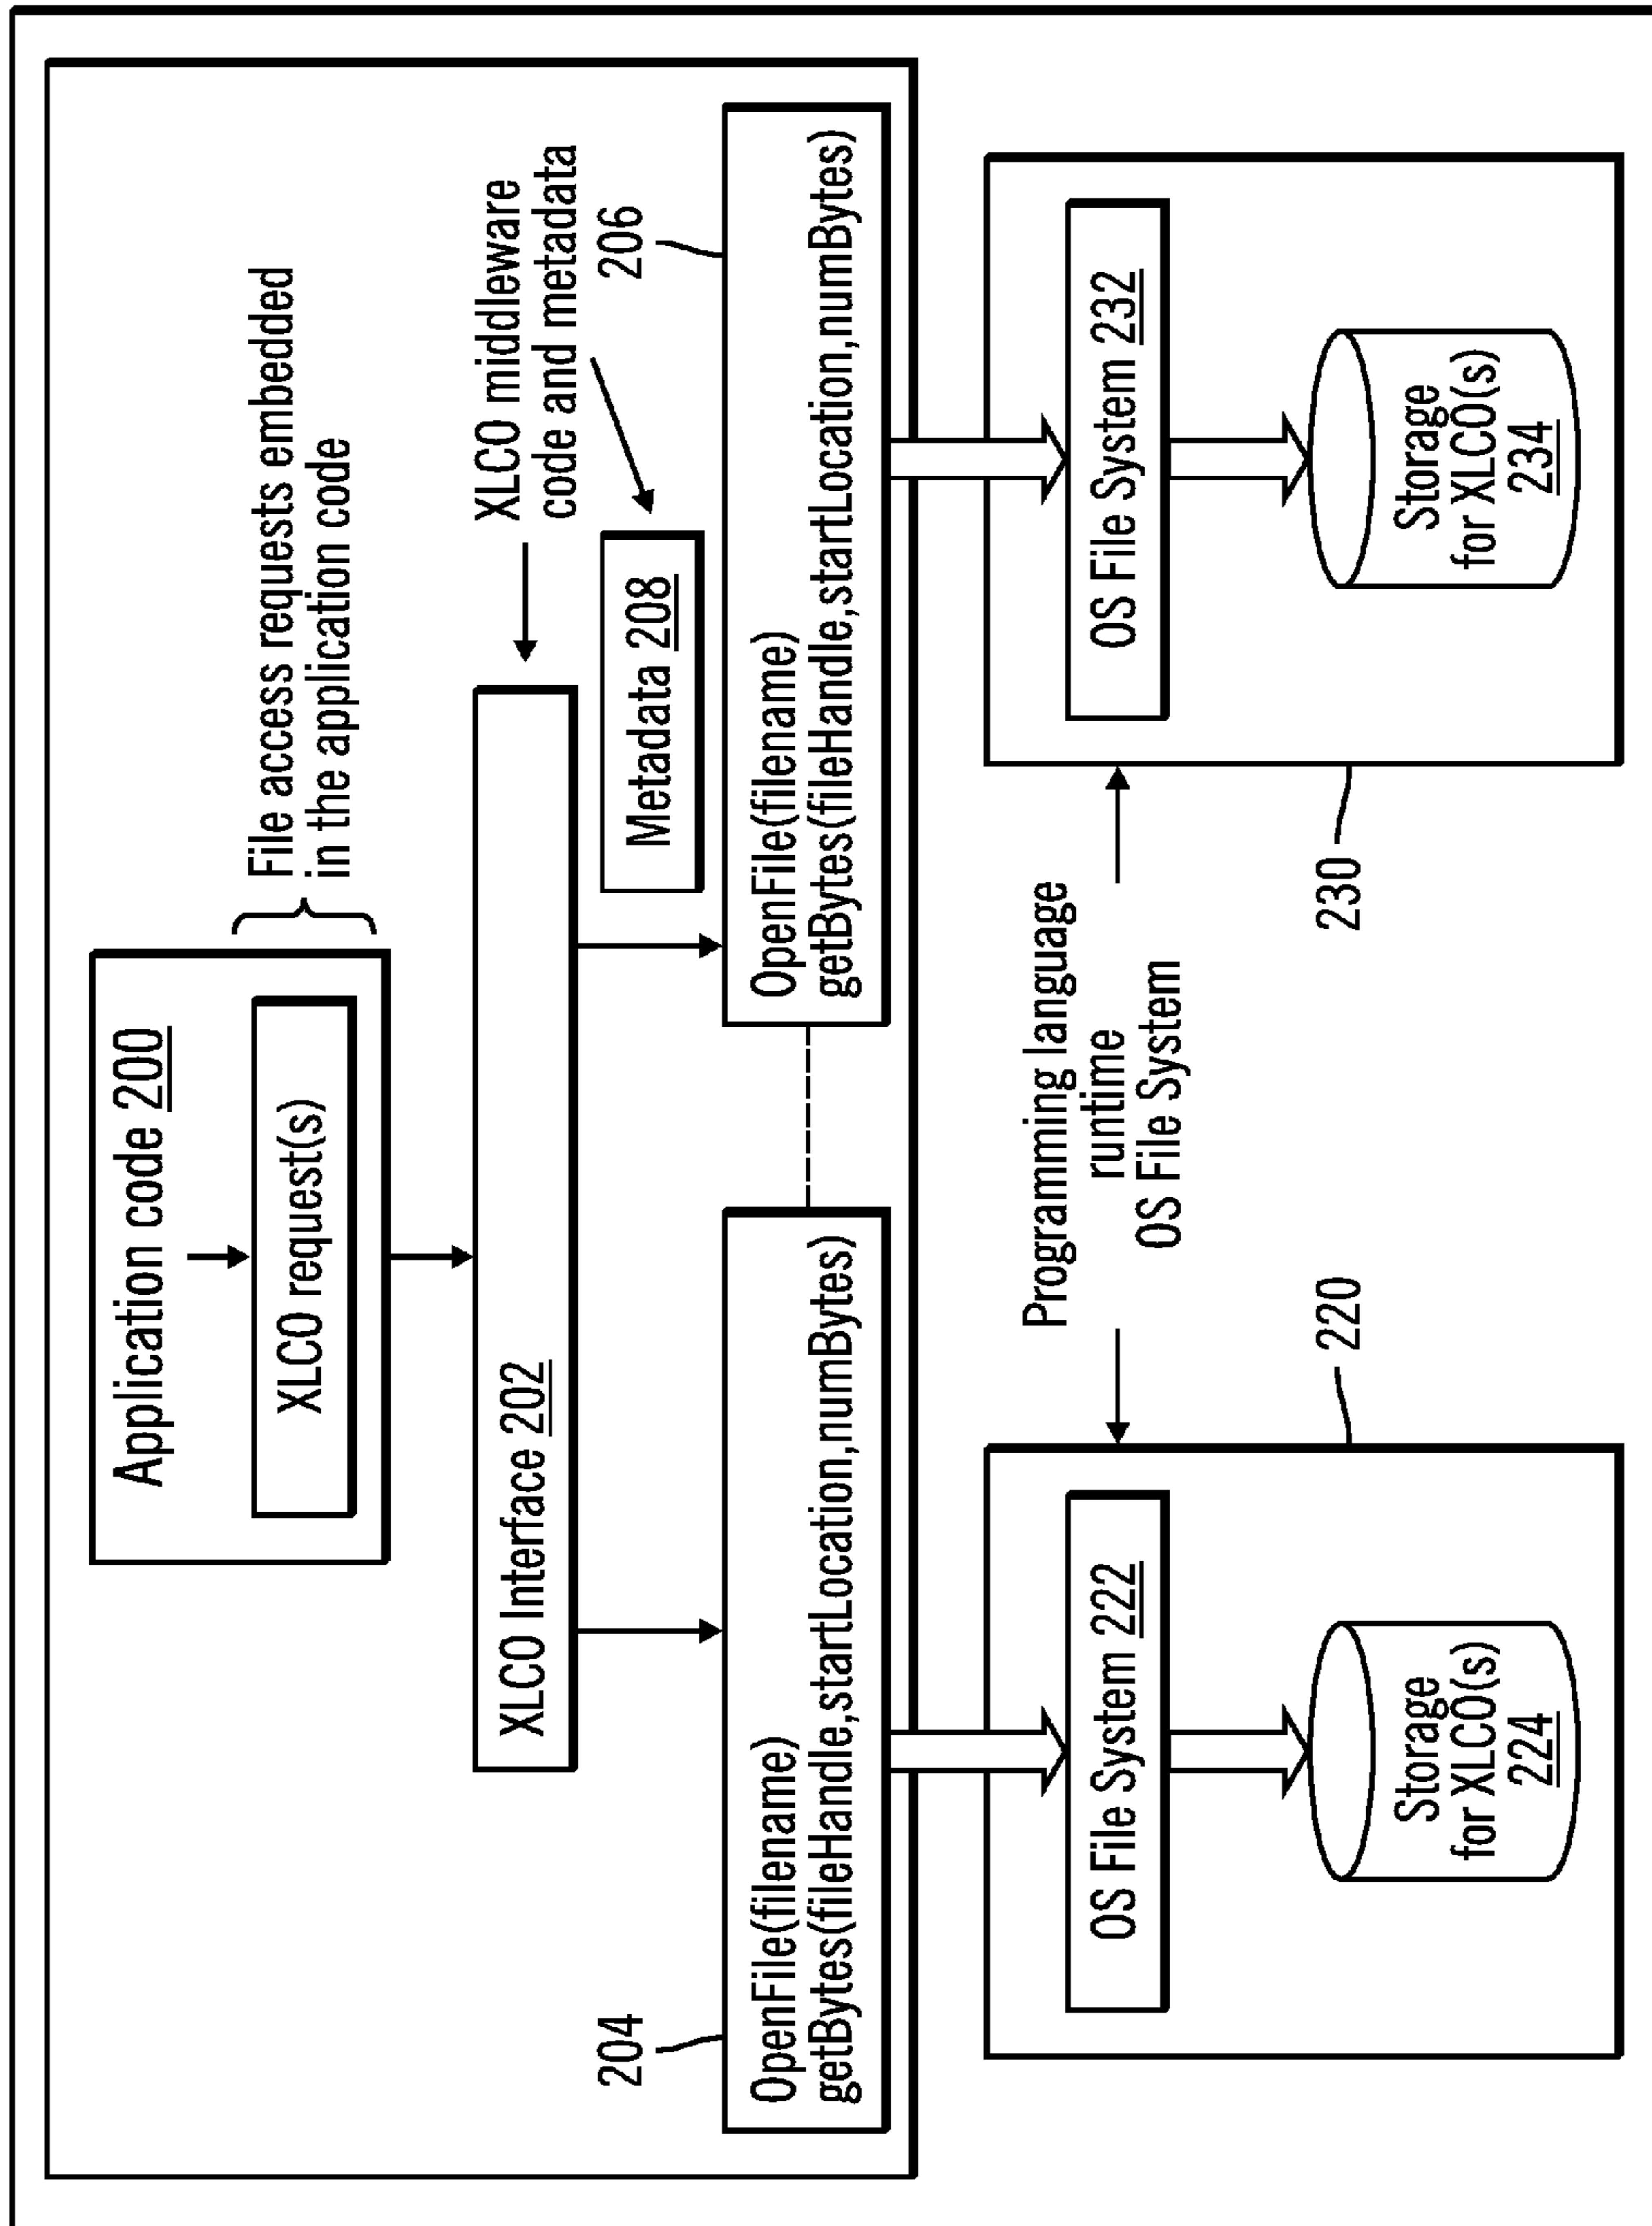 Application code 200
XLCO request(s)
File access requests embedded
in the application code
XLCO Interface 202
XLCO middleware
code and metadata
Metadata 208
204
206
OpenFile(filename)
getBytes(fileHandle,startLocation,numBytes)
OpenFile(filename)
getBytes(fileHandle,startLocation,numBytes)
Programming language
runtime
OS File System
OS File System 222
Storage
for XLCO(s)
224
220
OS File System 232
Storage
for XLCO(s)
234
230